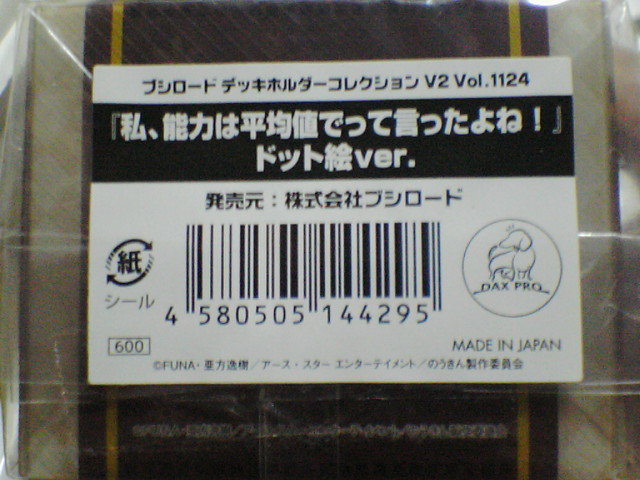 ブシロード デッキホルダーコレクション V2 Vol.1124
『私、能力は平均値でって言ったよね！』
ドット絵ver.
発売元：株式会社ブシロード
紙
シール
4 580505 144295
DAX PRO
600
MADE IN JAPAN
©FUNA・亜方逸樹／アース・スター エンターテイメント／のうきん製作委員会